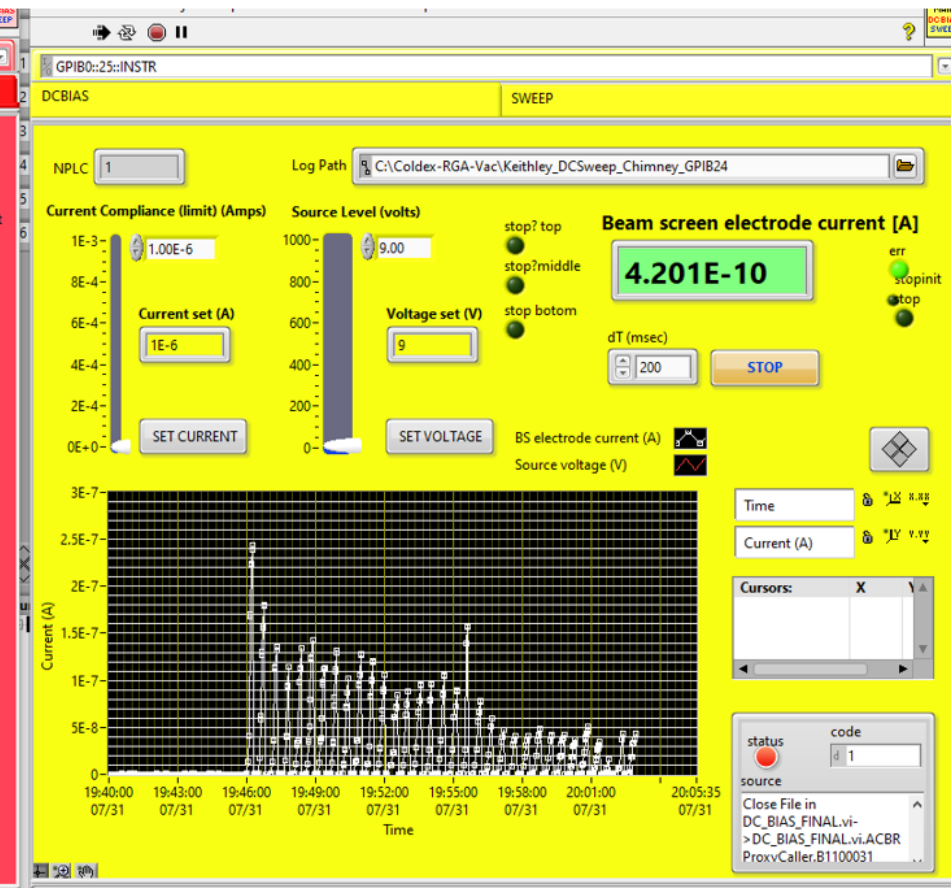 GPIB0::25::INSTR
DCBIAS
SWEEP
NPLC
1
Log Path
C:\Coldex-RGA-Vac\Keithley_DCSweep_Chimney_GPIB24
Current Compliance (limit) (Amps)
1.00E-6
1E-3
8E-4
6E-4
4E-4
2E-4
0E+0
Current set (A)
1E-6
SET CURRENT
Source Level (volts)
9.00
1000
800
600
400
200
0
Voltage set (V)
9
SET VOLTAGE
stop? top
stop?middle
stop botom
Beam screen electrode current [A]
4.201E-10
err
stopinit
stop
dT (msec)
200
STOP
BS electrode current (A)
Source voltage (V)
3E-7
2.5E-7
2E-7
1.5E-7
1E-7
5E-8
0
Current (A)
19:40:00
07/31
19:43:00
07/31
19:46:00
07/31
19:49:00
07/31
19:52:00
07/31
19:55:00
07/31
19:58:00
07/31
20:01:00
07/31
20:05:35
07/31
Time
Time
Current (A)
Cursors:
X
Y
status
code
d 1
source
Close File in
DC_BIAS_FINAL.vi-
>DC_BIAS_FINAL.vi.ACBR
ProxyCaller.B1100031